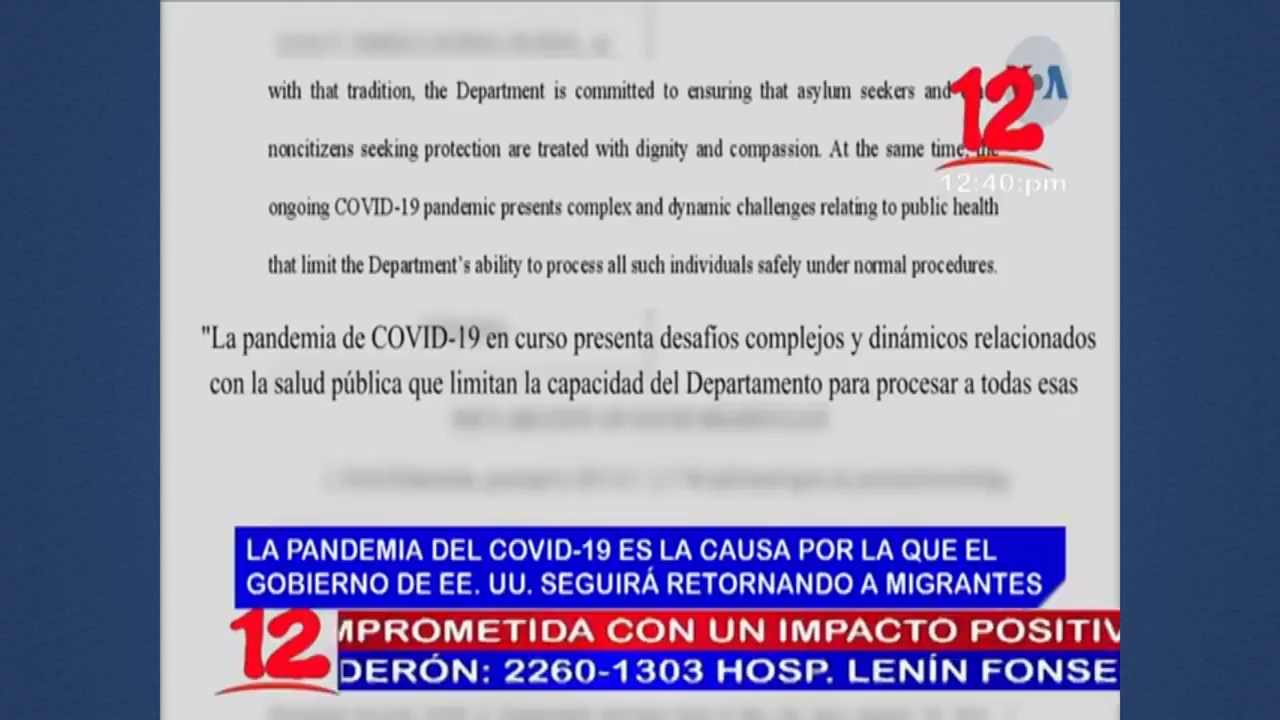 with that tradition, the Department is committed to ensuring that asylum seekers and
12
VOA
noncitizens seeking protection are treated with dignity and compassion. At the same time, the
12:40:pm
ongoing COVID-19 pandemic presents complex and dynamic challenges relating to public health
that limit the Department's ability to process all such individuals safely under normal procedures.
"La pandemia de COVID-19 en curso presenta desafíos complejos y dinámicos relacionados
con la salud pública que limitan la capacidad del Departamento para procesar a todas esas
LA PANDEMIA DEL COVID-19 ES LA CAUSA POR LA QUE EL
GOBIERNO DE EE. UU. SEGUIRÁ RETORNANDO A MIGRANTES
12
MPROMETIDA CON UN IMPACTO POSITIV
DERÓN: 2260-1303 HOSP. LENÍN FONSE